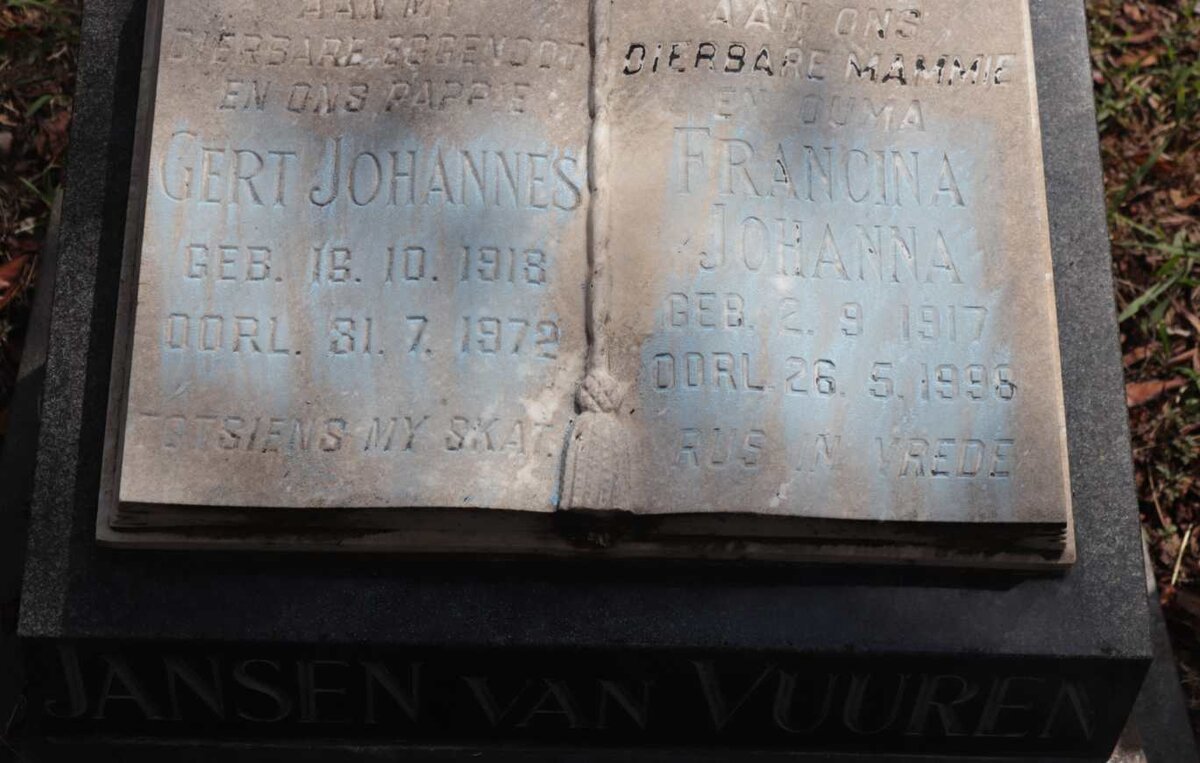 AAN MY
DIERBARE EGGENOOT
EN ONS PAPPIE
GERT JOHANNES
GEB. 18. 10. 1918
OORL. 31. 7. 1972
TOTSIENS MY SKAT.
AAN ONS
DIERBARE MAMMIE
EN OUMA
FRANCINA
JOHANNA
GEB. 2. 9. 1917
OORL. 26. 5. 1998
RUS IN VREDE
JANSEN VAN VUUREN